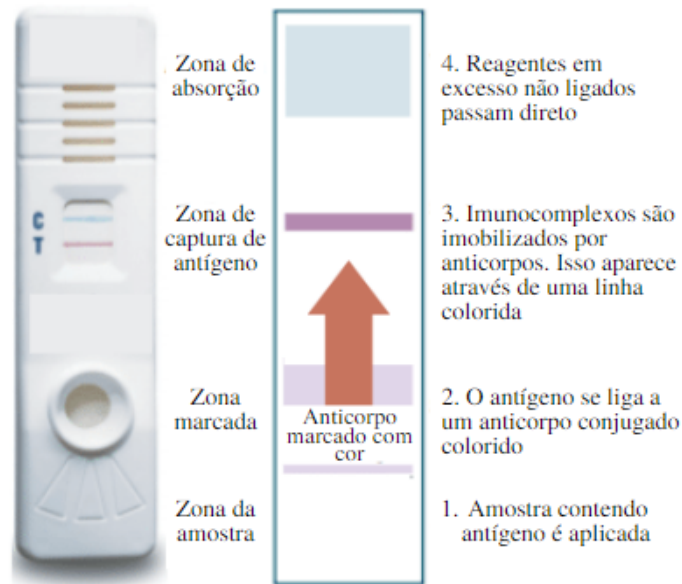 C
T
Zona de
absorção
Zona de
captura de
antígeno
Zona
marcada
Zona da
amostra
Anticorpo
marcado com
cor
4. Reagentes em
excesso não ligados
passam direto
3. Imunocomplexos são
imobilizados por
anticorpos. Isso aparece
através de uma linha
colorida
2. O antígeno se liga a
um anticorpo conjugado
colorido
1. Amostra contendo
antígeno é aplicada